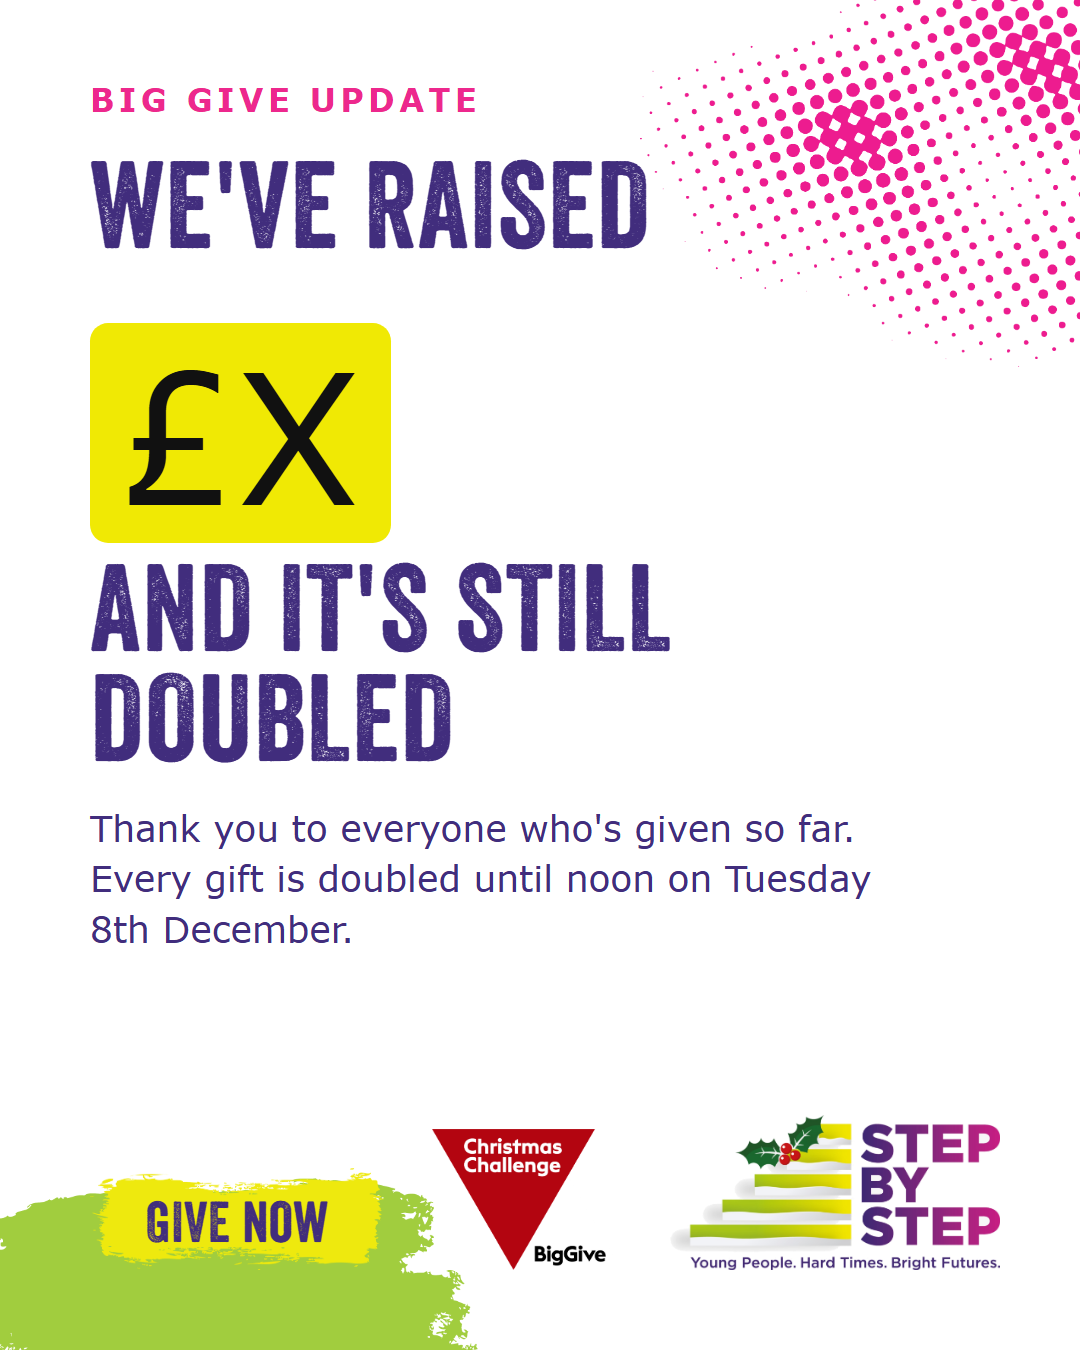 BIG GIVE UPDATE
WE'VE RAISED
£X
AND IT'S STILL
DOUBLED
Thank you to everyone who's given so far.
Every gift is doubled until noon on Tuesday
8th December.
GIVE NOW
Christmas
Challenge
BigGive
STEP
BY
STEP
Young People. Hard Times. Bright Futures.